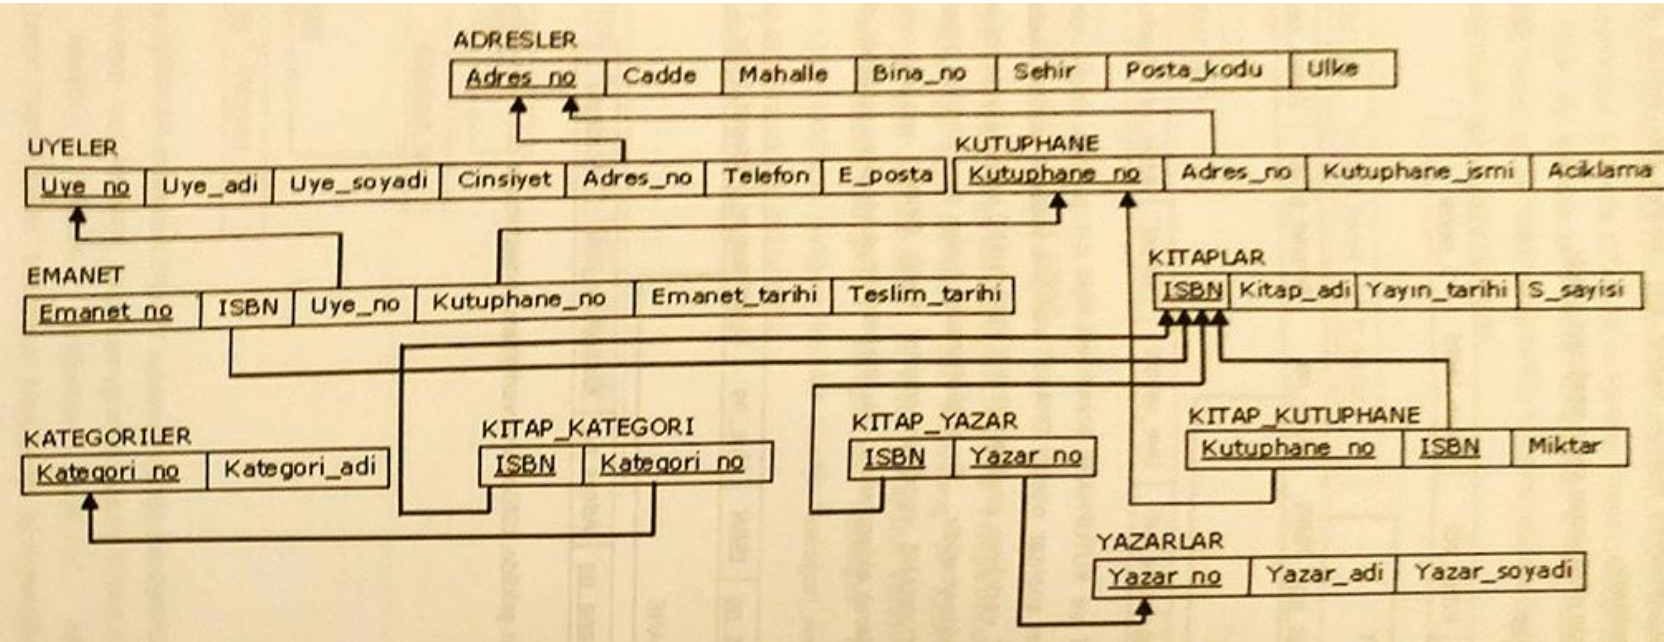 ADRESLER
Adres_no Cadde Mahalle Bina_no Sehir Posta_kodu Ulke
UYELER
Uye_no Uye_adi Uye_soyadi Cinsiyet Adres_no Telefon E_posta
KUTUPHANE
Kutuphane_no Adres_no Kutuphane_ismi Aciklama
EMANET
Emanet_no ISBN Uye_no Kutuphane_no Emanet_tarihi Teslim_tarihi
KITAPLAR
ISBN Kitap_adi Yayin_tarihi S_sayisi
KATEGORILER
Kategori_no Kategori_adi
KITAP_KATEGORI
ISBN Kategori_no
KITAP_YAZAR
ISBN Yazar_no
KITAP_KUTUPHANE
Kutuphane_no ISBN Miktar
YAZARLAR
Yazar_no Yazar_adi Yazar_soyadi